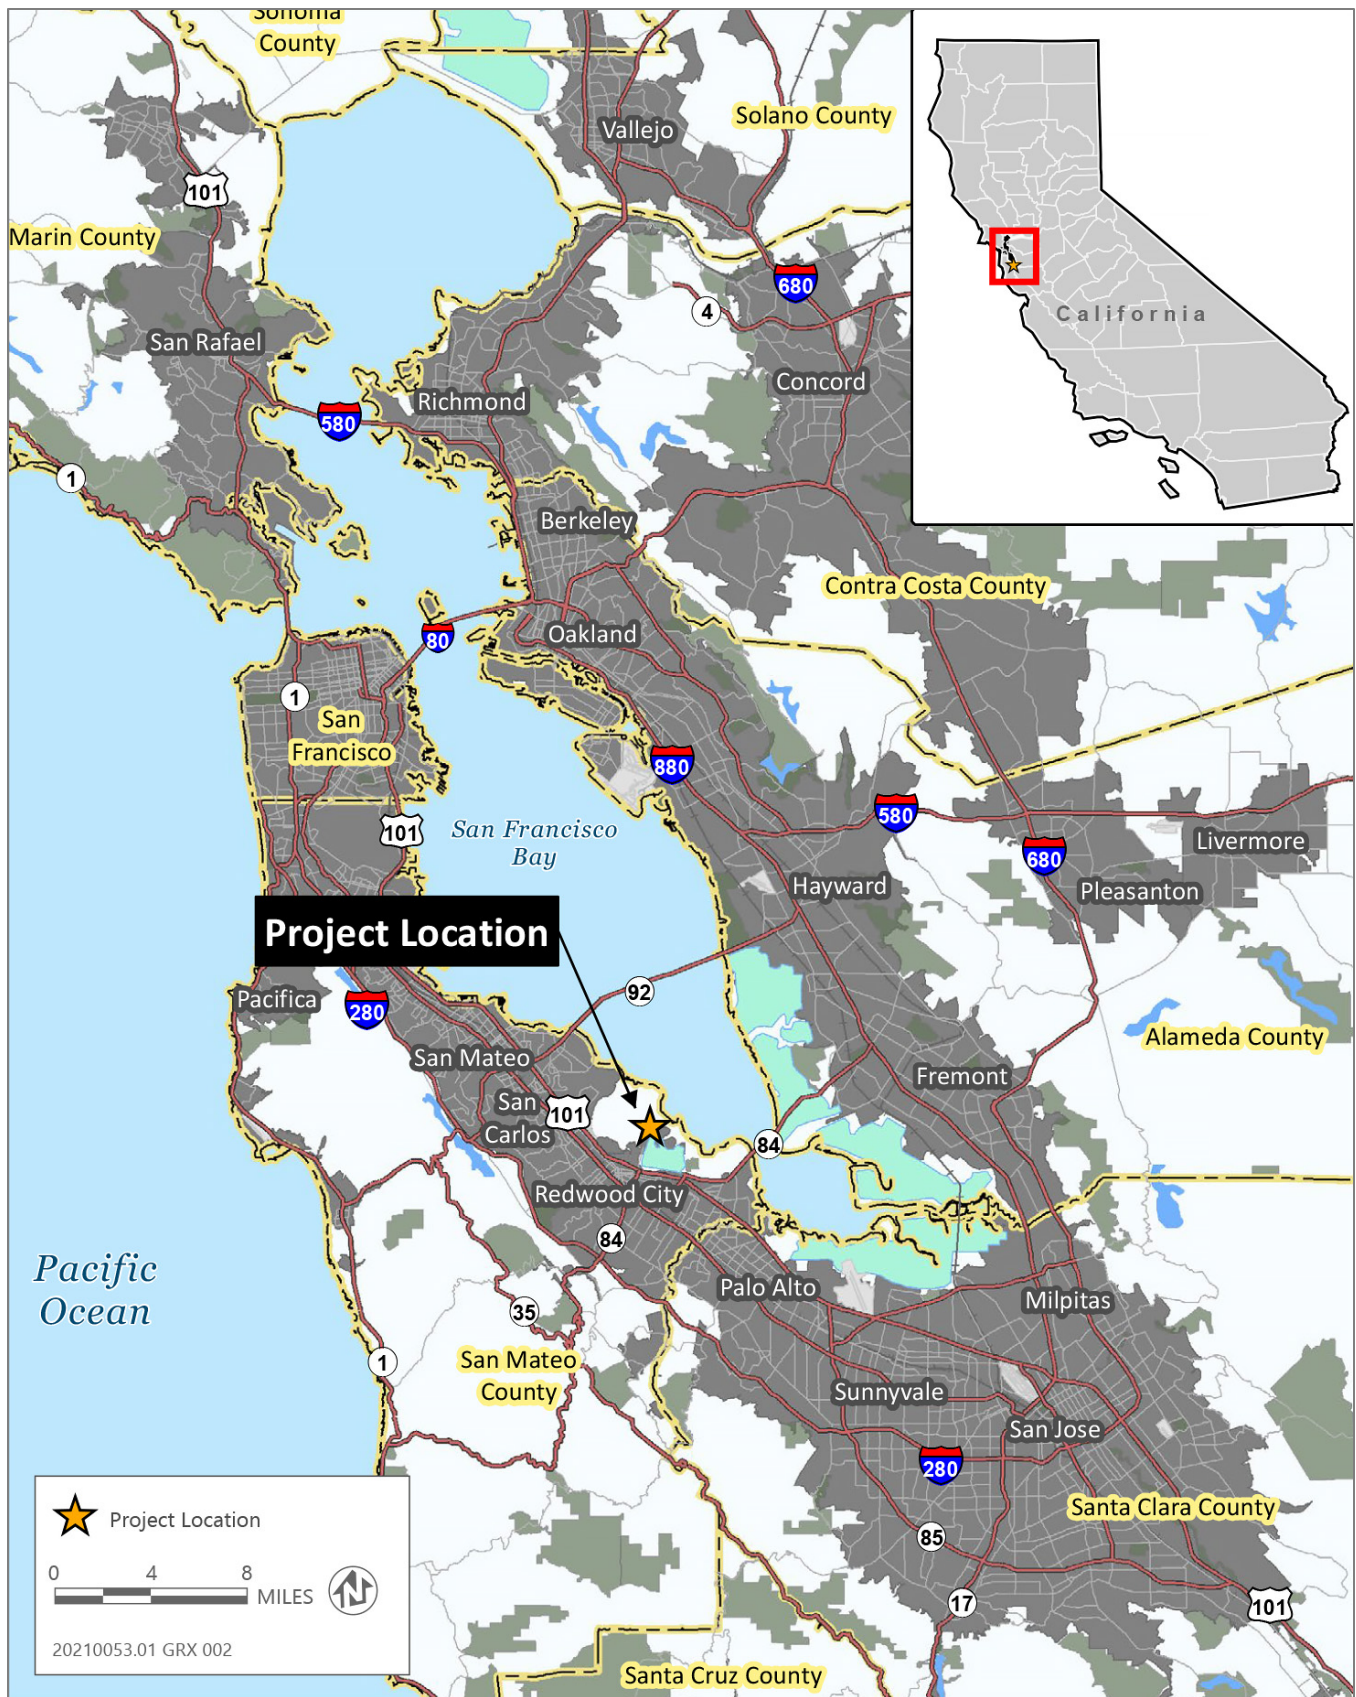 Sonoma
County
Vallejo
Solano County
101
Marin County
680
4
California
San Rafael
Concord
Richmond
580
1
Berkeley
Contra Costa County
Oakland
80
1
San
Francisco
880
580
101
San Francisco
Bay
Livermore
680
Hayward
Pleasanton
Project Location
92
Pacifica
280
Alameda County
San Mateo
Fremont
San
Carlos
101
84
Redwood City
84
Pacific
Ocean
Palo Alto
Milpitas
35
1
San Mateo
County
Sunnyvale
San Jose
280
Santa Clara County
Project Location
85
0 4 8
MILES
N
17
101
20210053.01 GRX 002
Santa Cruz County